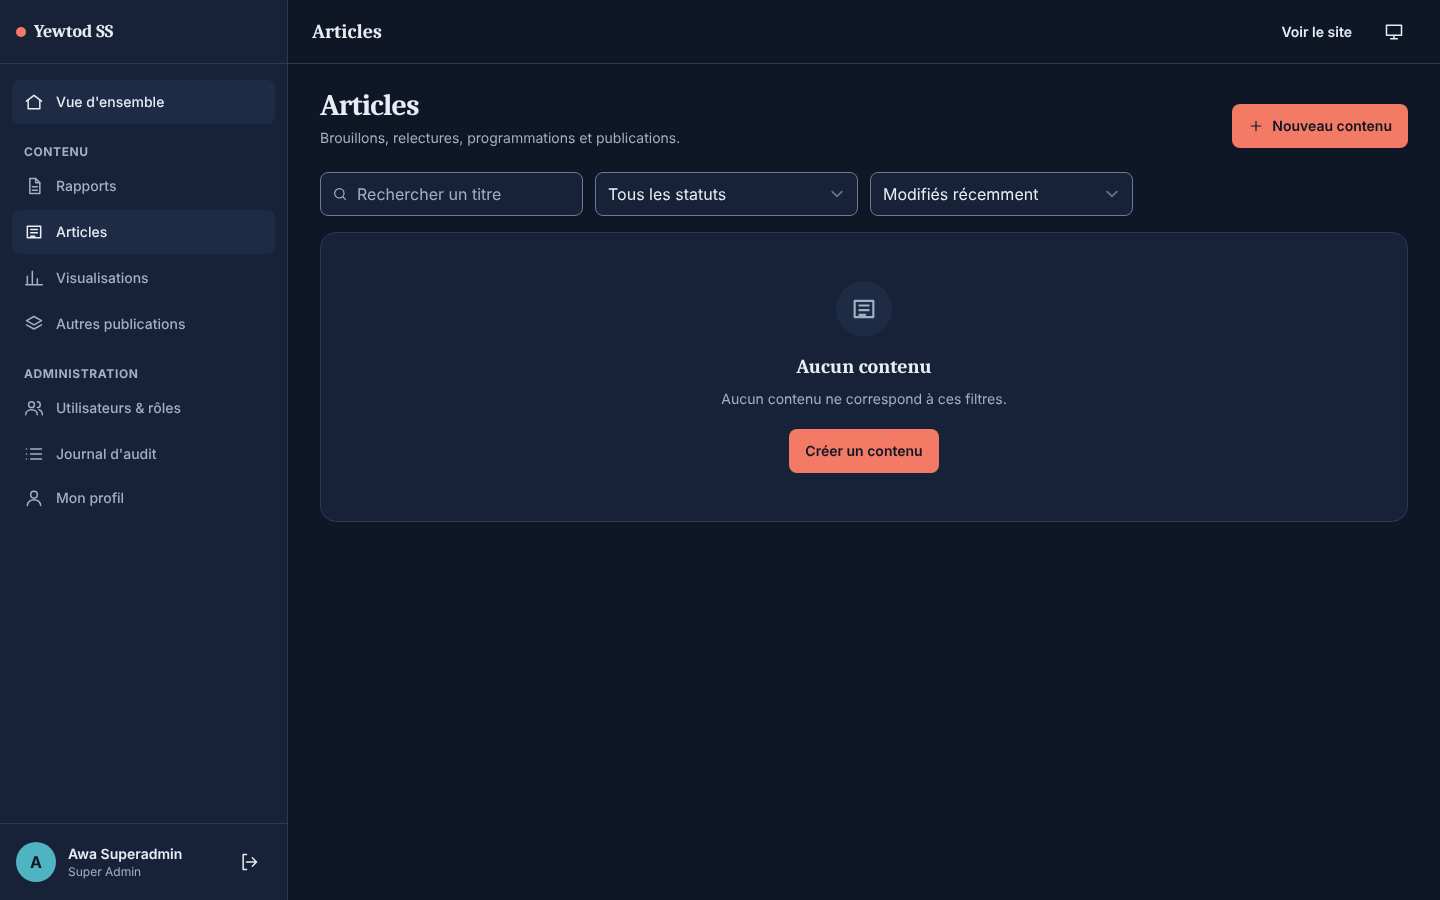 Yewtod SS
Vue d'ensemble
CONTENU
Rapports
Articles
Visualisations
Autres publications
ADMINISTRATION
Utilisateurs & rôles
Journal d'audit
Mon profil
A
Awa Superadmin
Super Admin
Articles
Voir le site
Articles
Brouillons, relectures, programmations et publications.
Nouveau contenu
Rechercher un titre
Tous les statuts
Modifiés récemment
Aucun contenu
Aucun contenu ne correspond à ces filtres.
Créer un contenu